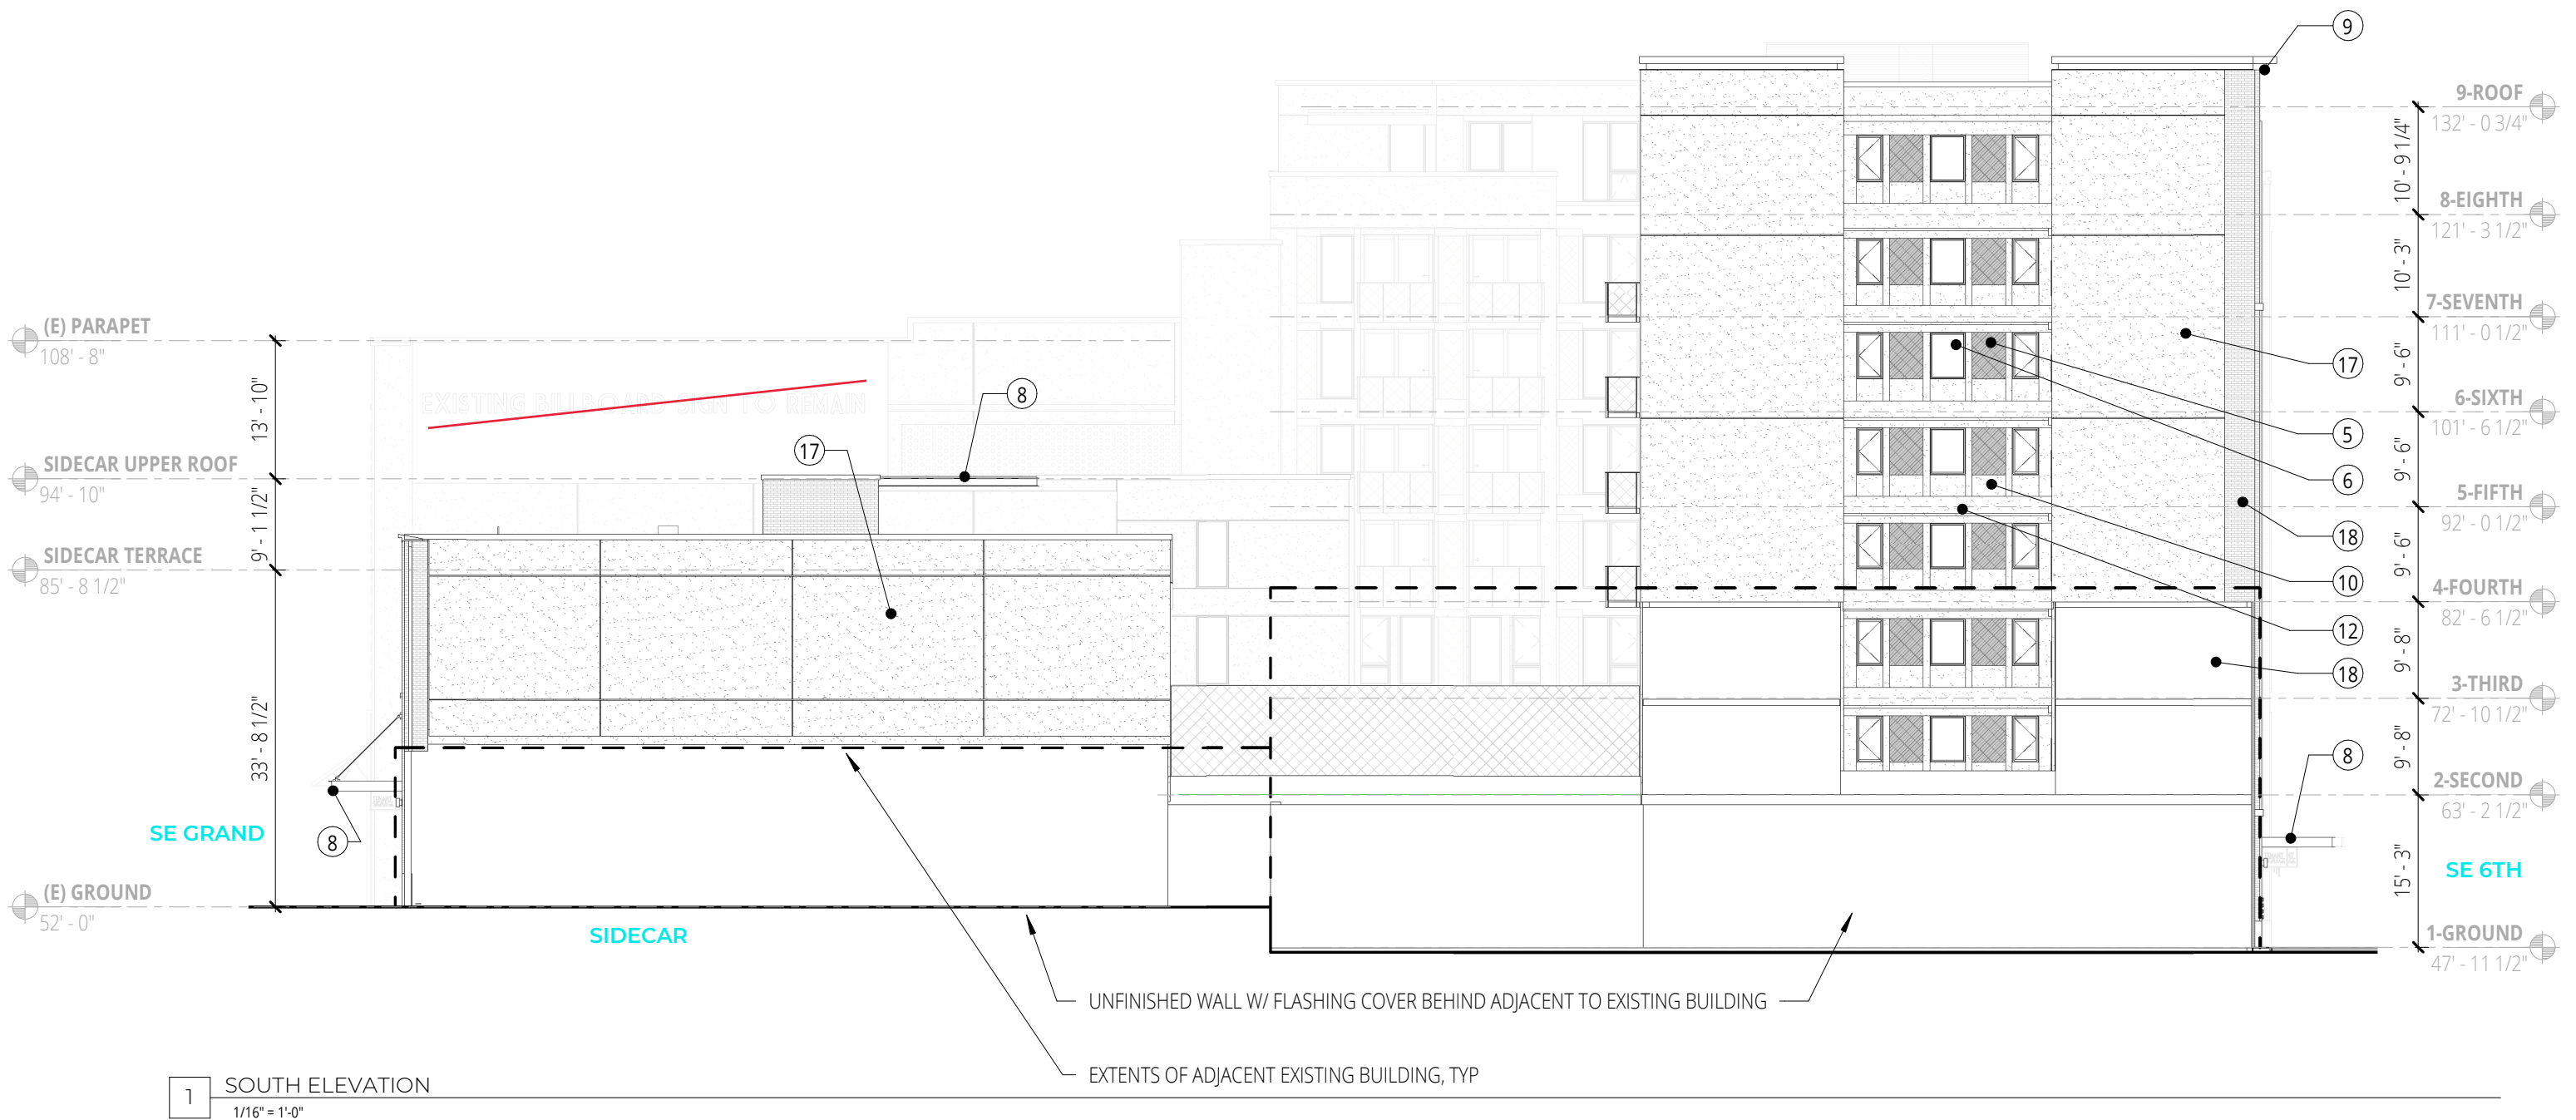 9
9-ROOF
132' - 0 3/4"
10' - 9 1/4"
8-EIGHTH
121' - 3 1/2"
10' - 3"
7-SEVENTH
111' - 0 1/2"
(E) PARAPET
108' - 8"
17
9' - 6"
6-SIXTH
101' - 6 1/2"
13' - 10"
EXISTING BILLBOARD SIGN TO REMAIN
8
5
17
SIDECAR UPPER ROOF
94' - 10"
9' - 6"
6
5-FIFTH
92' - 0 1/2"
9' - 1 1/2"
18
SIDECAR TERRACE
85' - 8 1/2"
9' - 6"
10
4-FOURTH
82' - 6 1/2"
12
9' - 8"
18
3-THIRD
72' - 10 1/2"
33' - 8 1/2"
9' - 8"
8
2-SECOND
63' - 2 1/2"
SE GRAND
8
15' - 3"
SE 6TH
(E) GROUND
52' - 0"
SIDECAR
1-GROUND
47' - 11 1/2"
UNFINISHED WALL W/ FLASHING COVER BEHIND ADJACENT TO EXISTING BUILDING
EXTENTS OF ADJACENT EXISTING BUILDING, TYP
1
SOUTH ELEVATION
1/16" = 1'-0"